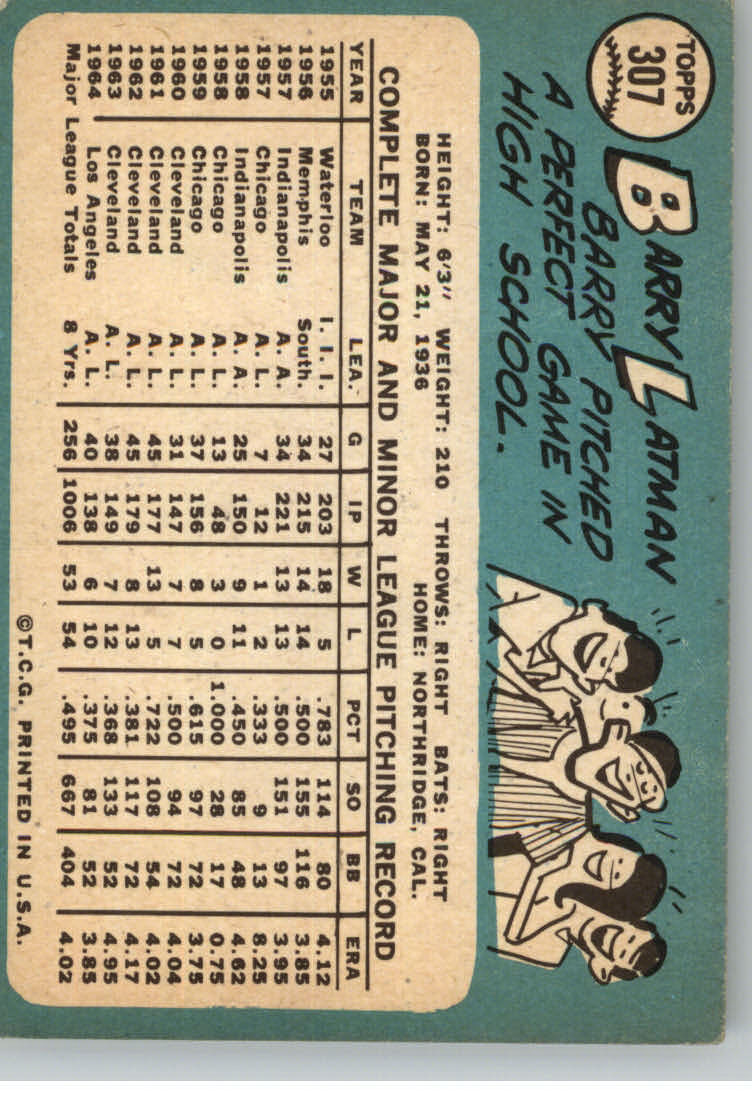 TOPPS
307
BARRY LATMAN
BARRY PITCHED
A PERFECT GAME IN
HIGH SCHOOL.
HEIGHT: 6'3" WEIGHT: 210 THROWS: RIGHT BATS: RIGHT
BORN: MAY 21, 1936 HOME: NORTHRIDGE, CAL.
COMPLETE MAJOR AND MINOR LEAGUE PITCHING RECORD
YEAR TEAM LEA. G IP W L PCT SO BB ERA
1955 Waterloo I. I. I. 27 203 18 5 .783 114 80 4.12
1956 Memphis South. 34 215 14 14 .500 155 116 3.85
1957 Indianapolis A. A. 34 221 13 13 .500 151 97 3.95
1957 Chicago A. L. 7 12 1 2 .333 9 13 8.25
1958 Indianapolis A. A. 25 150 9 11 .450 85 48 4.62
1958 Chicago A. L. 13 48 3 0 1.000 28 17 0.75
1959 Chicago A. L. 37 156 8 5 .615 97 72 3.75
1960 Cleveland A. L. 31 147 7 7 .500 94 72 4.04
1961 Cleveland A. L. 45 177 13 5 .722 108 54 4.02
1962 Cleveland A. L. 45 179 8 13 .381 117 72 4.17
1963 Cleveland A. L. 38 149 7 12 .368 133 52 4.95
1964 Los Angeles A. L. 40 138 6 10 .375 81 52 3.85
Major League Totals 8 Yrs. 256 1006 53 54 .495 667 404 4.02
©T.C.G. PRINTED IN U.S.A.